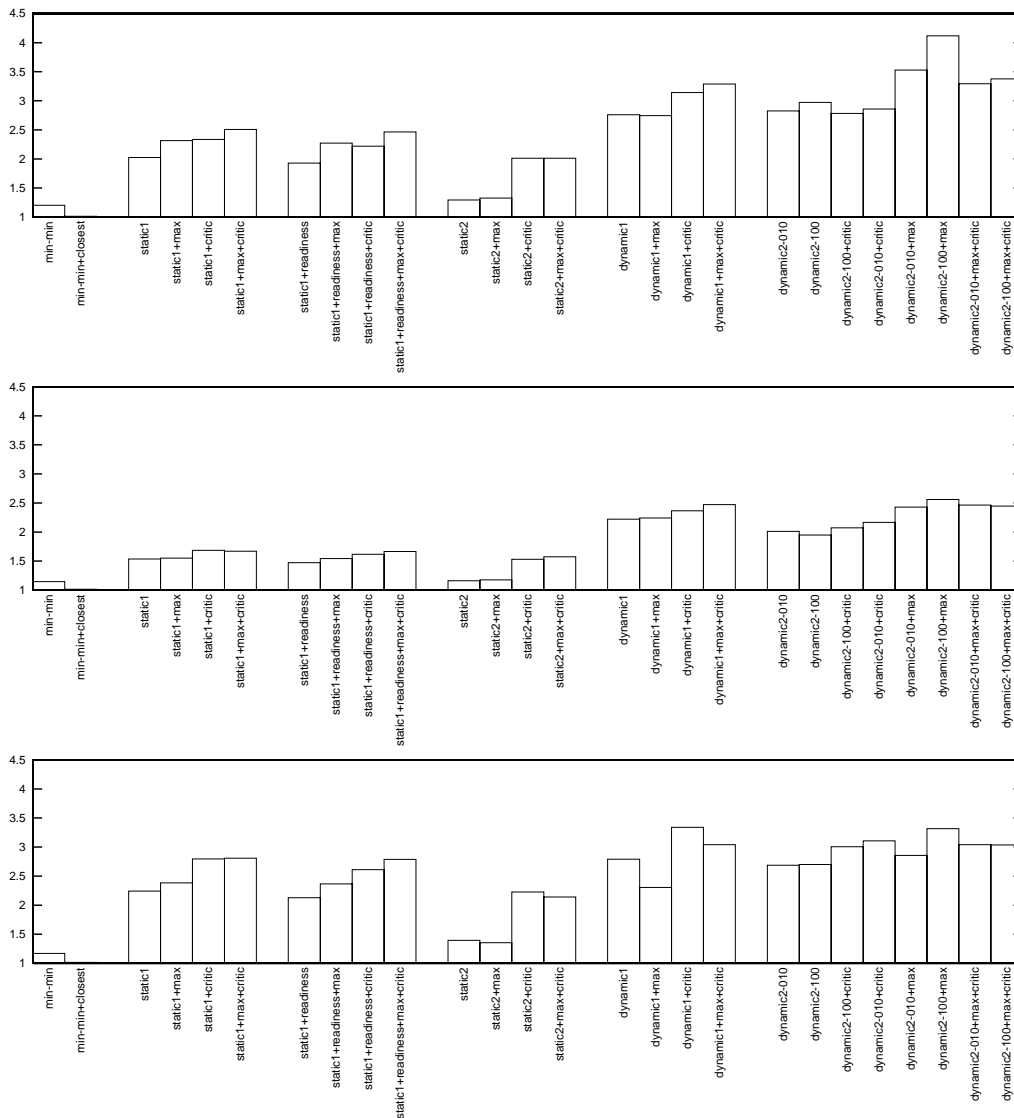 4.5
4
3.5
3
2.5
2
1.5
1
min-min
min-min+closest
static1
static1+max
static1+critic
static1+max+critic
static1+readiness
static1+readiness+max
static1+readiness+critic
static1+readiness+max+critic
static2
static2+max
static2+critic
static2+max+critic
dynamic1
dynamic1+max
dynamic1+critic
dynamic1+max+critic
dynamic2-010
dynamic2-100
dynamic2-100+critic
dynamic2-010+critic
dynamic2-010+max
dynamic2-100+max
dynamic2-010+max+critic
dynamic2-100+max+critic
4.5
4
3.5
3
2.5
2
1.5
1
min-min
min-min+closest
static1
static1+max
static1+critic
static1+max+critic
static1+readiness
static1+readiness+max
static1+readiness+critic
static1+readiness+max+critic
static2
static2+max
static2+critic
static2+max+critic
dynamic1
dynamic1+max
dynamic1+critic
dynamic1+max+critic
dynamic2-010
dynamic2-100
dynamic2-100+critic
dynamic2-010+critic
dynamic2-010+max
dynamic2-100+max
dynamic2-010+max+critic
dynamic2-100+max+critic
4.5
4
3.5
3
2.5
2
1.5
1
min-min
min-min+closest
static1
static1+max
static1+critic
static1+max+critic
static1+readiness
static1+readiness+max
static1+readiness+critic
static1+readiness+max+critic
static2
static2+max
static2+critic
static2+max+critic
dynamic1
dynamic1+max
dynamic1+critic
dynamic1+max+critic
dynamic2-010
dynamic2-100
dynamic2-100+critic
dynamic2-010+critic
dynamic2-010+max
dynamic2-100+max
dynamic2-010+max+critic
dynamic2-100+max+critic